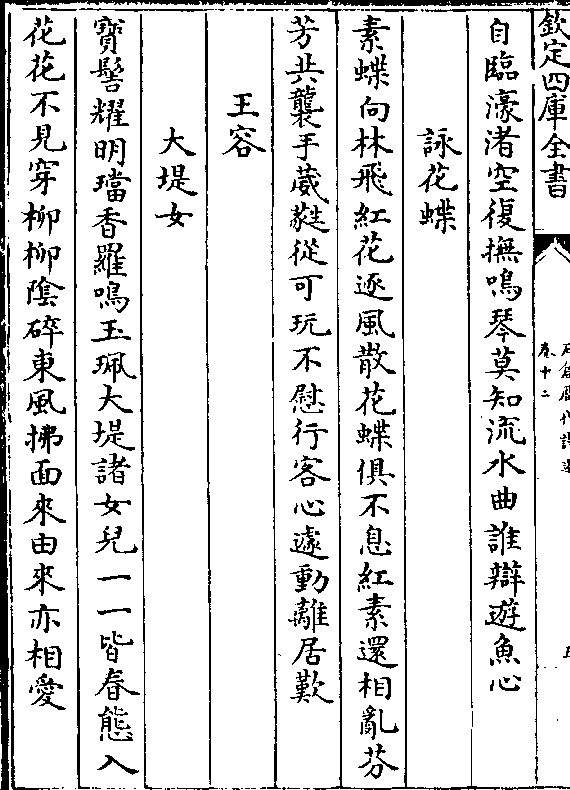 欽定四庫全書
卷十二
五
自臨濠渚空復撫鳴琴莫知流水曲誰辯遊魚心
詠花蝶
素蝶向林飛紅花逐風散花蝶俱不息紅素還相亂芬
芳共襲手葳蕤從可玩不慰行客心遽動離居歎
王容
大堤女
寶髻耀明璫香羅鳴玉珮大堤諸女兒一一皆春態入
花花不見穿柳柳陰碎東風拂面來由來亦相愛